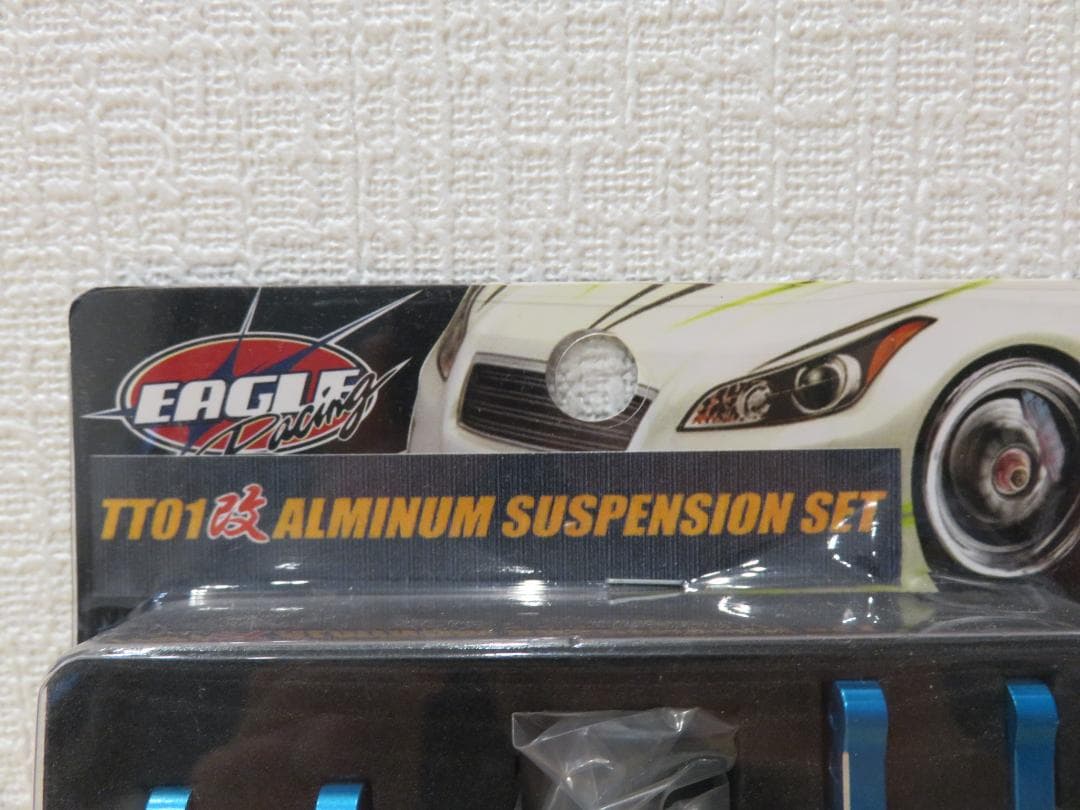 EAGLE
Racing
TT01改 ALMINUM SUSPENSION SET